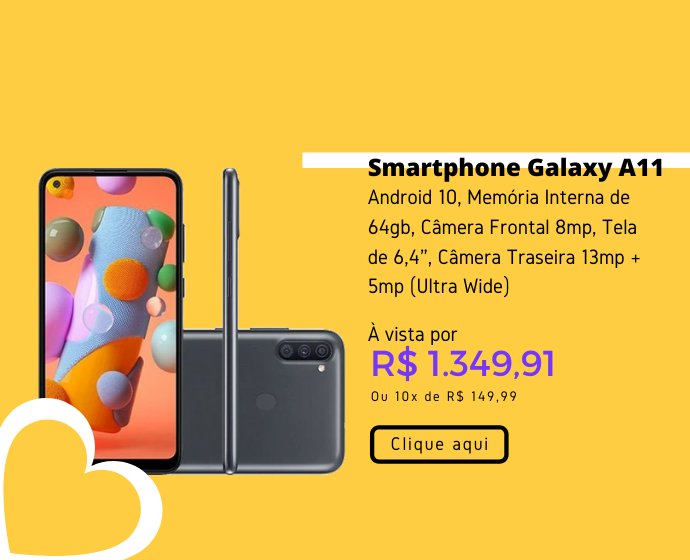 Smartphone Galaxy A11
Android 10, Memória Interna de
64gb, Câmera Frontal 8mp, Tela
de 6,4”, Câmera Traseira 13mp +
5mp (Ultra Wide)
À vista por
R$ 1.349,91
Ou 10x de R$ 149,99
Clique aqui